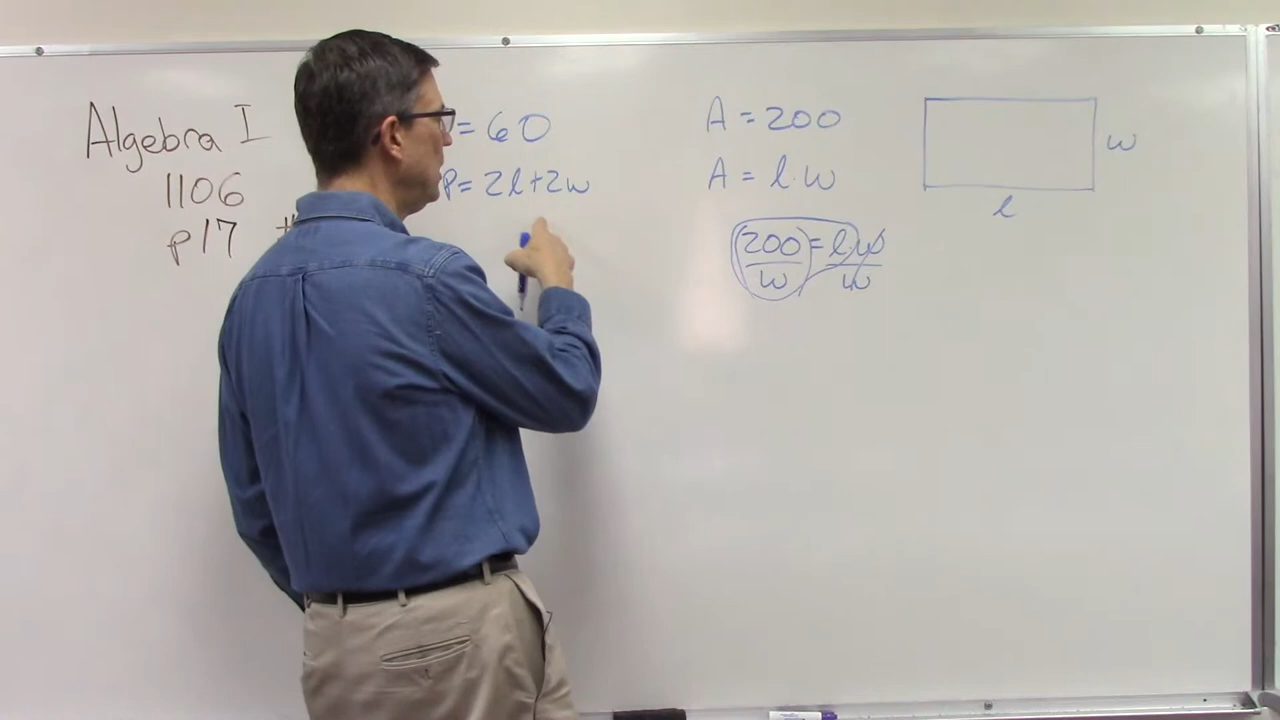 Algebra I
1106
p17
= 60
P = 2l+2w
A = 200
A = l·w
200 = l·w
w w
w
l